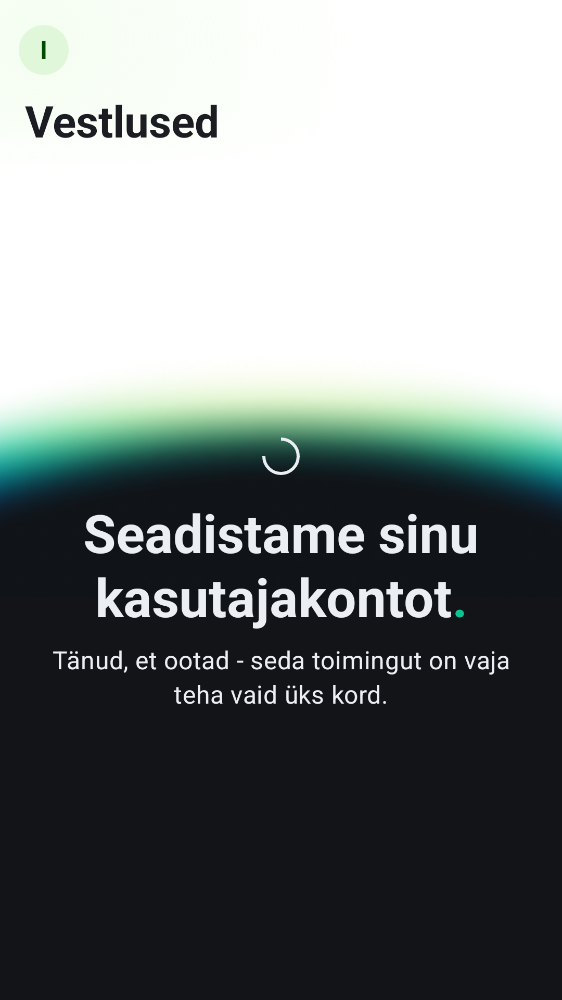 I
Vestlused
Seadistame sinu
kasutajakontot.
Tänud, et ootad - seda toimingut on vaja
teha vaid üks kord.